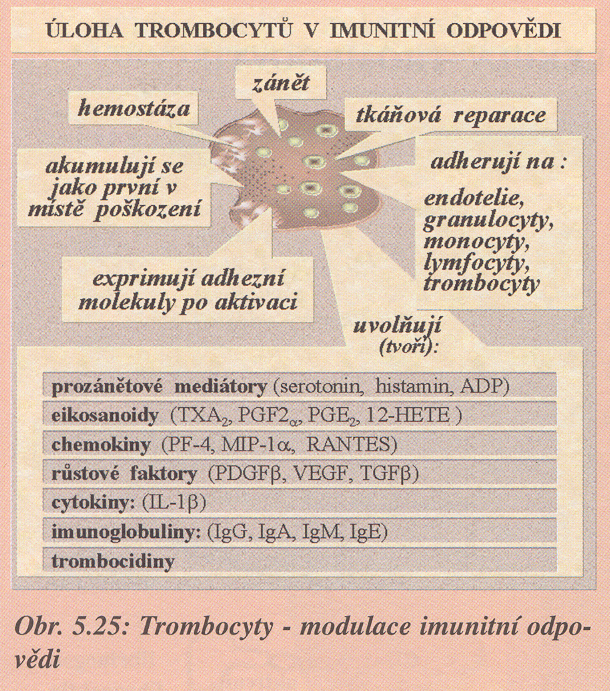 ÚLOHA TROMBOCYTŮ V IMUNITNÍ ODPOVĚDI
zánět
hemostáza
tkáňová reparace
akumulují se
jako první v
místě poškození
adherují na :
endotelie,
granulocyty,
monocyty,
lymfocyty,
trombocyty
exprimují adhezní
molekuly po aktivaci
uvolňují
(tvoří):
prozánětové mediátory (serotonin, histamin, ADP)
eikosanoidy (TXA₂, PGF2α, PGE₂, 12-HETE )
chemokiny (PF-4, MIP-1α, RANTES)
růstové faktory (PDGFβ, VEGF, TGFβ)
cytokiny: (IL-1β)
imunoglobuliny: (IgG, IgA, IgM, IgE)
trombocidiny
Obr. 5.25: Trombocyty - modulace imunitní odpo-
vědi